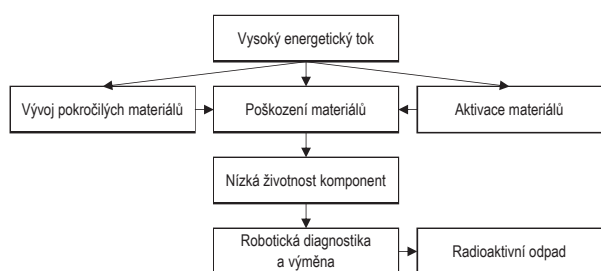 Vysoký energetický tok
Vývoj pokročilých materiálů
Poškození materiálů
Aktivace materiálů
Nízká životnost komponent
Robotická diagnostika
a výměna
Radioaktivní odpad